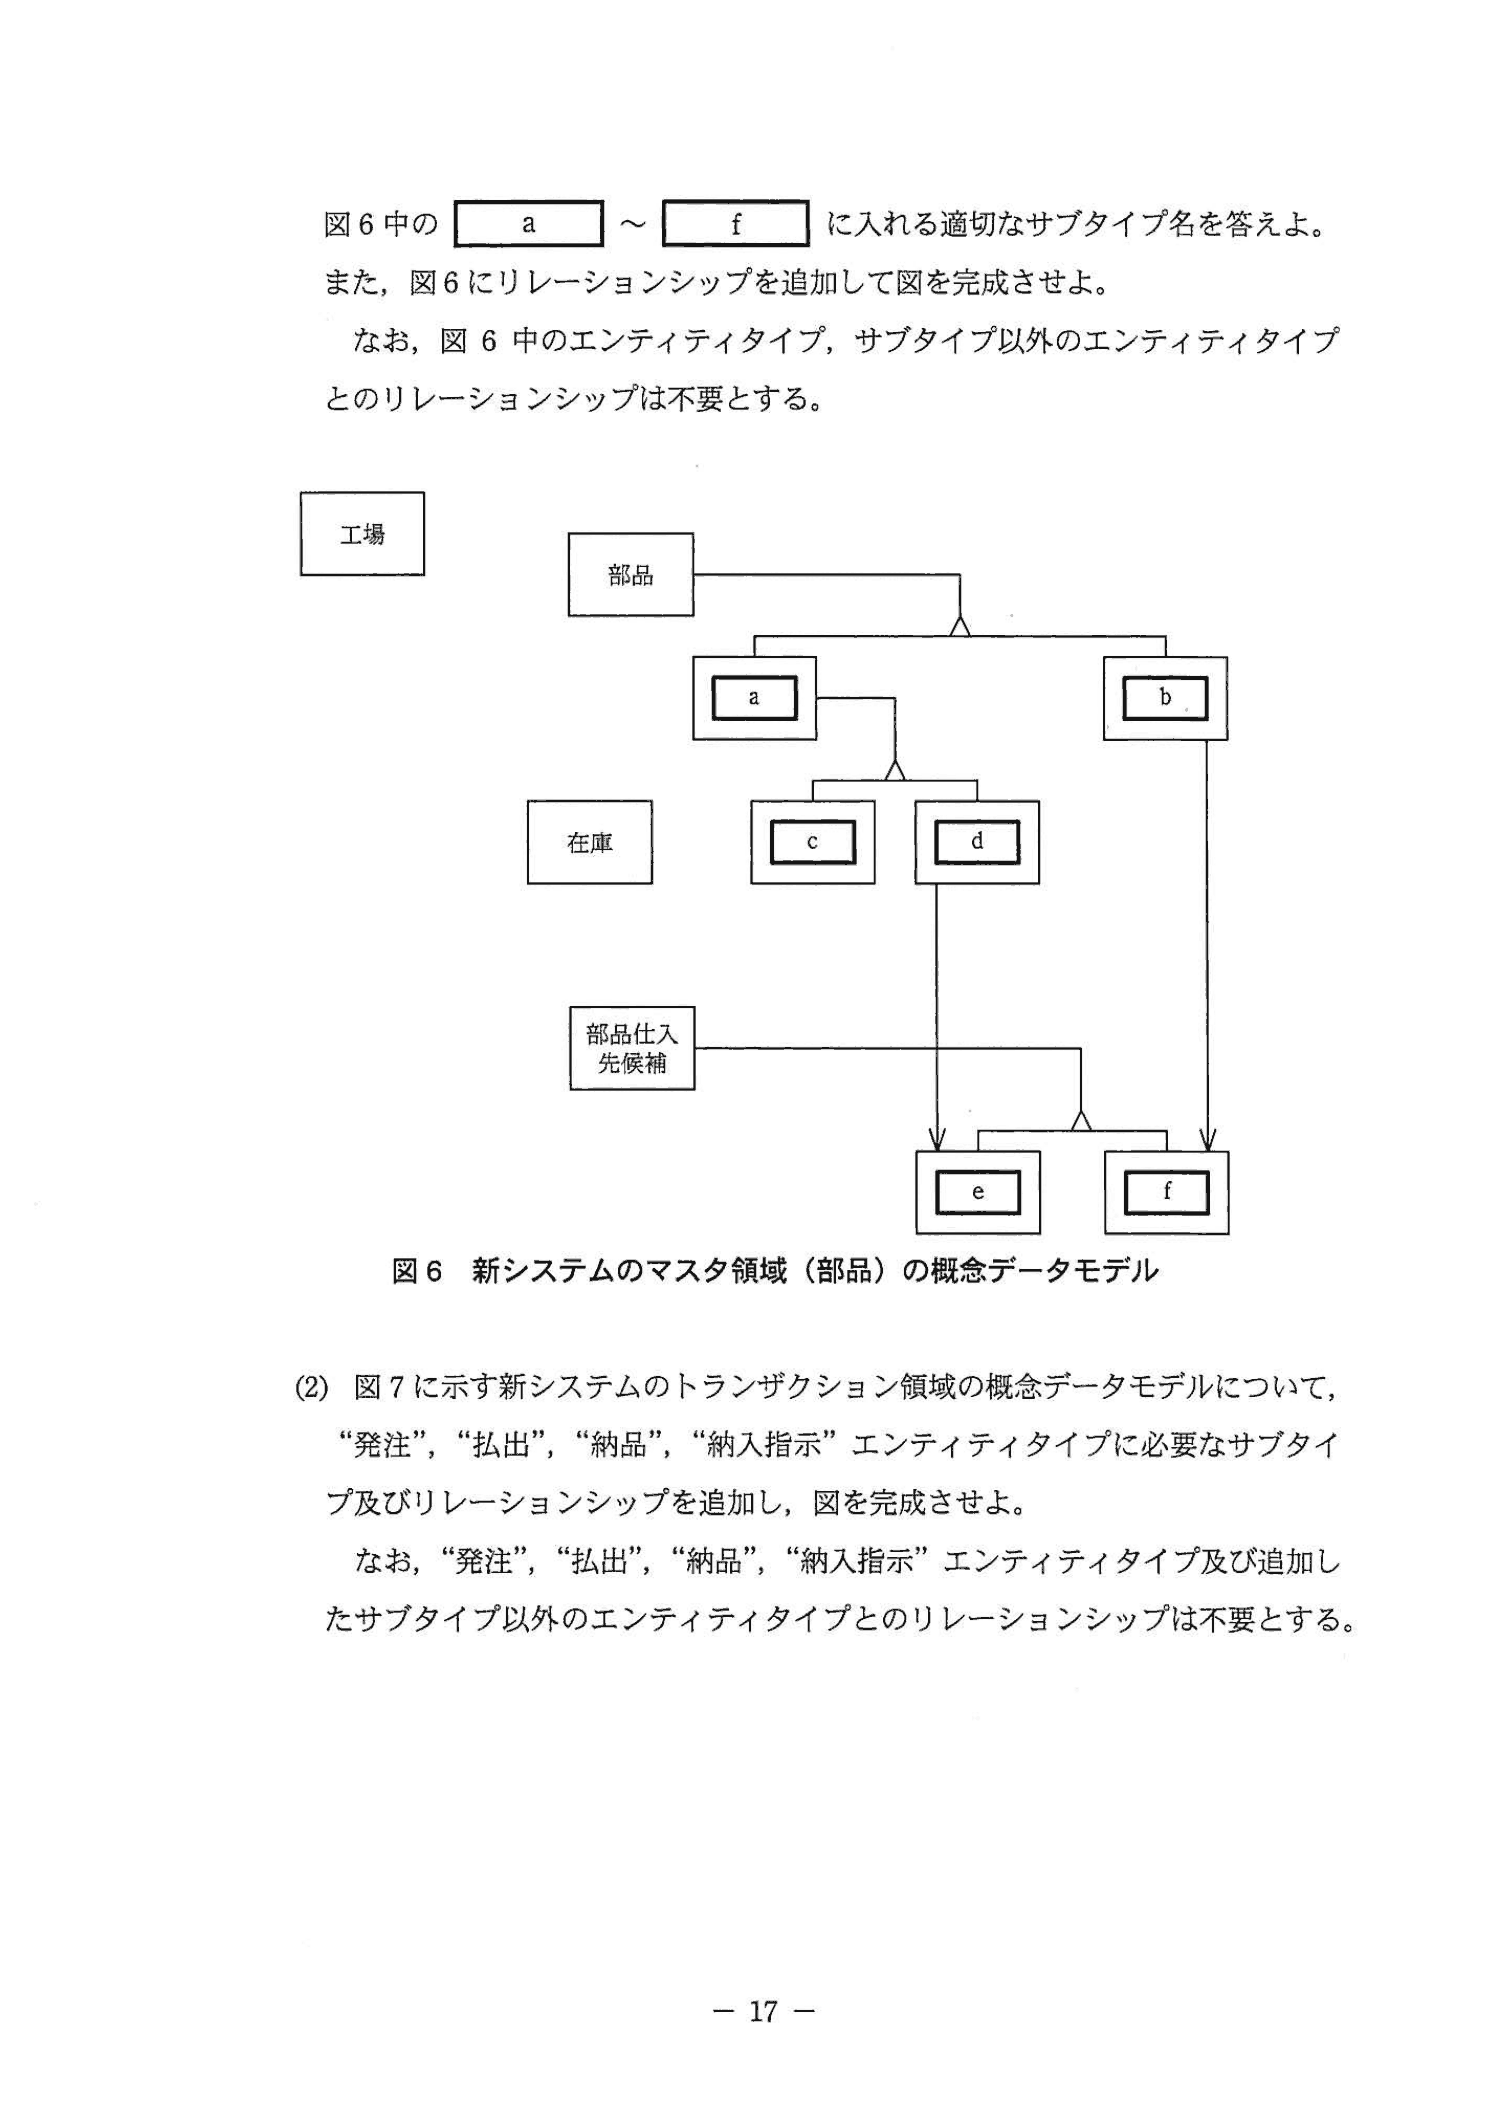 図6中の a ～ f に入れる適切なサブタイプ名を答えよ。
また，図6にリレーションシップを追加して図を完成させよ。
なお，図 6 中のエンティティタイプ，サブタイプ以外のエンティティタイプ
とのリレーションシップは不要とする。
工場
部品
a
b
在庫
c
d
部品仕入
先候補
e
f
図6　新システムのマスタ領域（部品）の概念データモデル
(2) 図7に示す新システムのトランザクション領域の概念データモデルについて，
“発注”，“払出”，“納品”，“納入指示” エンティティタイプに必要なサブタイ
プ及びリレーションシップを追加し，図を完成させよ。
なお，“発注”，“払出”，“納品”，“納入指示” エンティティタイプ及び追加し
たサブタイプ以外のエンティティタイプとのリレーションシップは不要とする。
－ 17 －